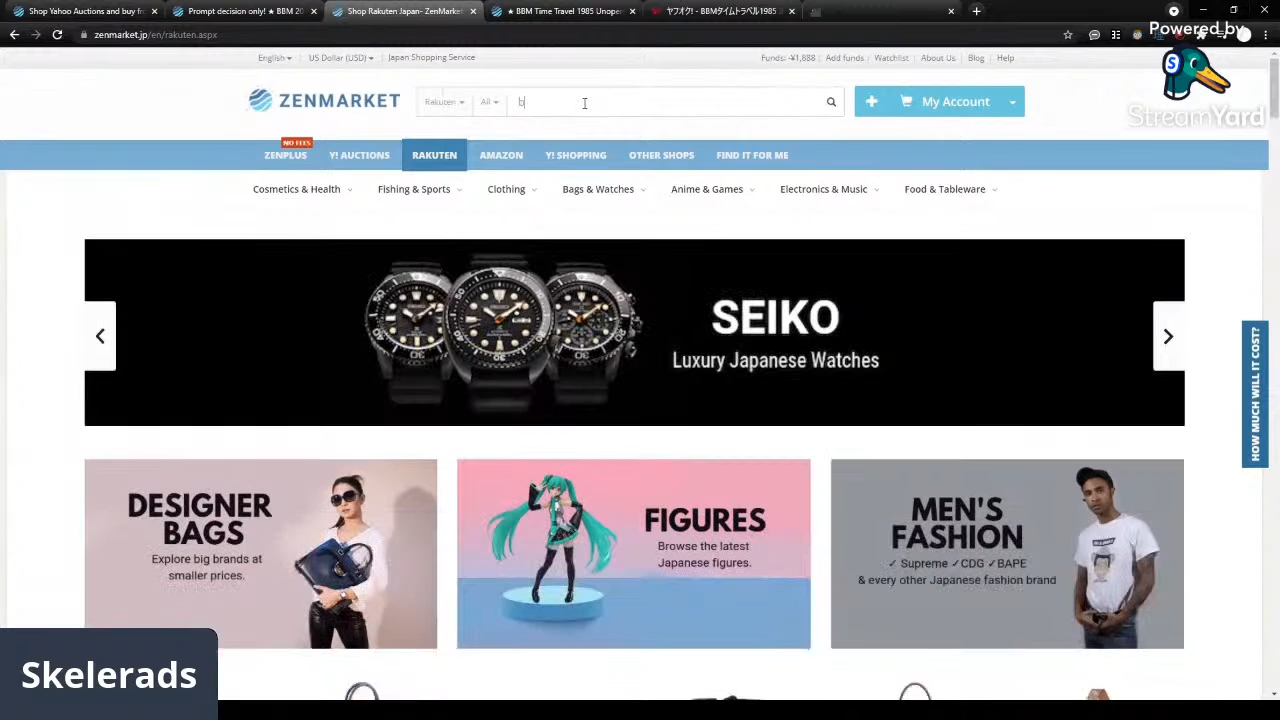 Shop Yahoo Auctions and buy fr
Prompt decision only! ★ BBM 20
Shop Rakuten Japan- ZenMarket
★ BBM Time Travel 1985 Unoper
ヤフオク! - BBMタイムトラベル1985
zenmarket.jp/en/rakuten.aspx
Powered by
StreamYard
English
US Dollar (USD)
Japan Shopping Service
Funds: -¥1,888
Add funds
Watchlist
About Us
Blog
Help
ZENMARKET
Rakuten
All
b
My Account
NO FEES
ZENPLUS
Y! AUCTIONS
RAKUTEN
AMAZON
Y! SHOPPING
OTHER SHOPS
FIND IT FOR ME
Cosmetics & Health
Fishing & Sports
Clothing
Bags & Watches
Anime & Games
Electronics & Music
Food & Tableware
SEIKO
Luxury Japanese Watches
HOW MUCH WILL IT COST?
DESIGNER
BAGS
Explore big brands at
smaller prices.
FIGURES
Browse the latest
Japanese figures.
MEN'S
FASHION
✓ Supreme ✓CDG ✓BAPE
& every other Japanese fashion brand
Skelerads